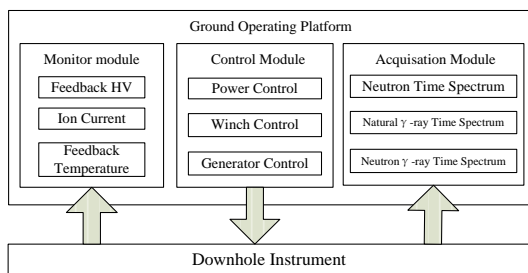 Ground Operating Platform
Monitor module
Feedback HV
Ion Current
Feedback
Temperature
Control Module
Power Control
Winch Control
Generator Control
Acquisation Module
Neutron Time Spectrum
Natural γ -ray Time Spectrum
Neutron γ -ray Time Spectrum
Downhole Instrument